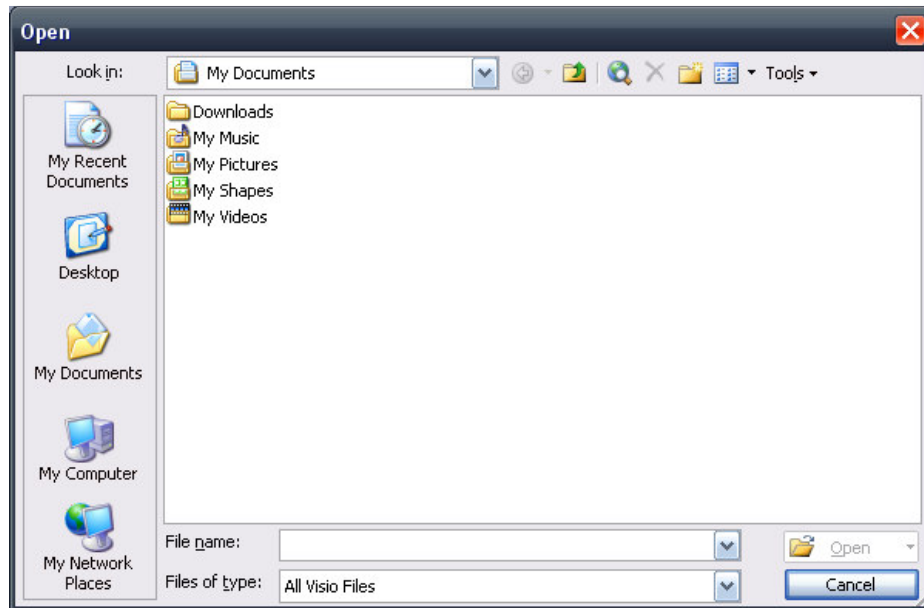 Open
Look in:
My Documents
Tools
My Recent
Documents
Desktop
My Documents
My Computer
My Network
Places
Downloads
My Music
My Pictures
My Shapes
My Videos
File name:
Open
Files of type:
All Visio Files
Cancel